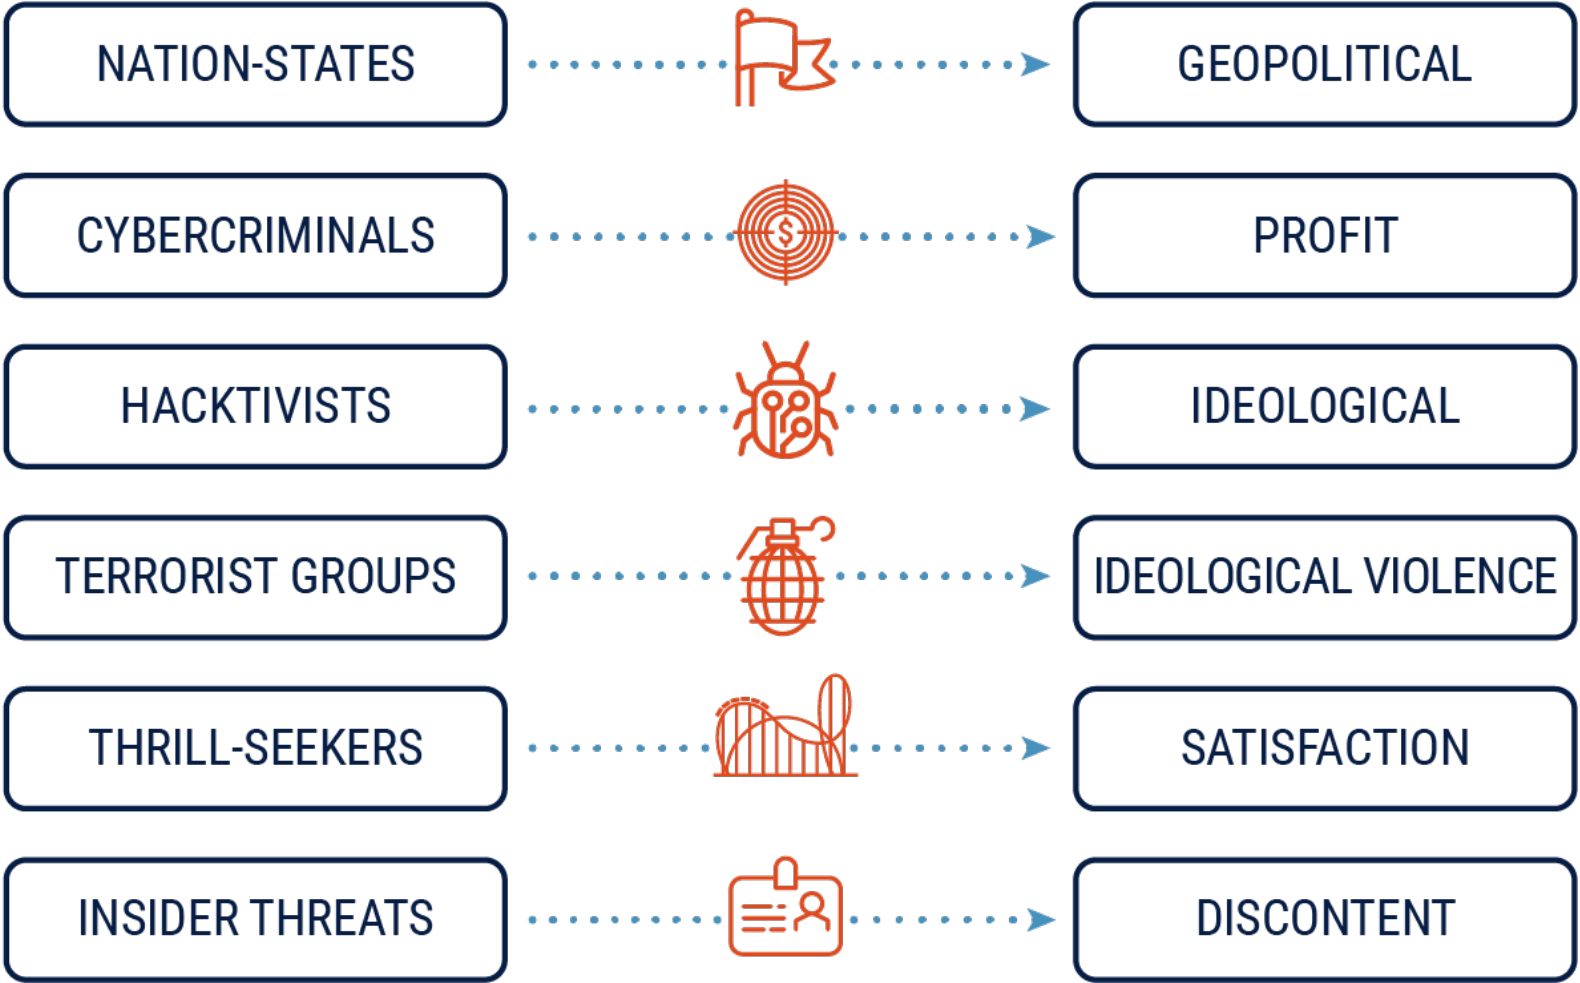 NATION-STATES
GEOPOLITICAL
CYBERCRIMINALS
$
PROFIT
HACKTIVISTS
IDEOLOGICAL
TERRORIST GROUPS
IDEOLOGICAL VIOLENCE
THRILL-SEEKERS
SATISFACTION
INSIDER THREATS
DISCONTENT